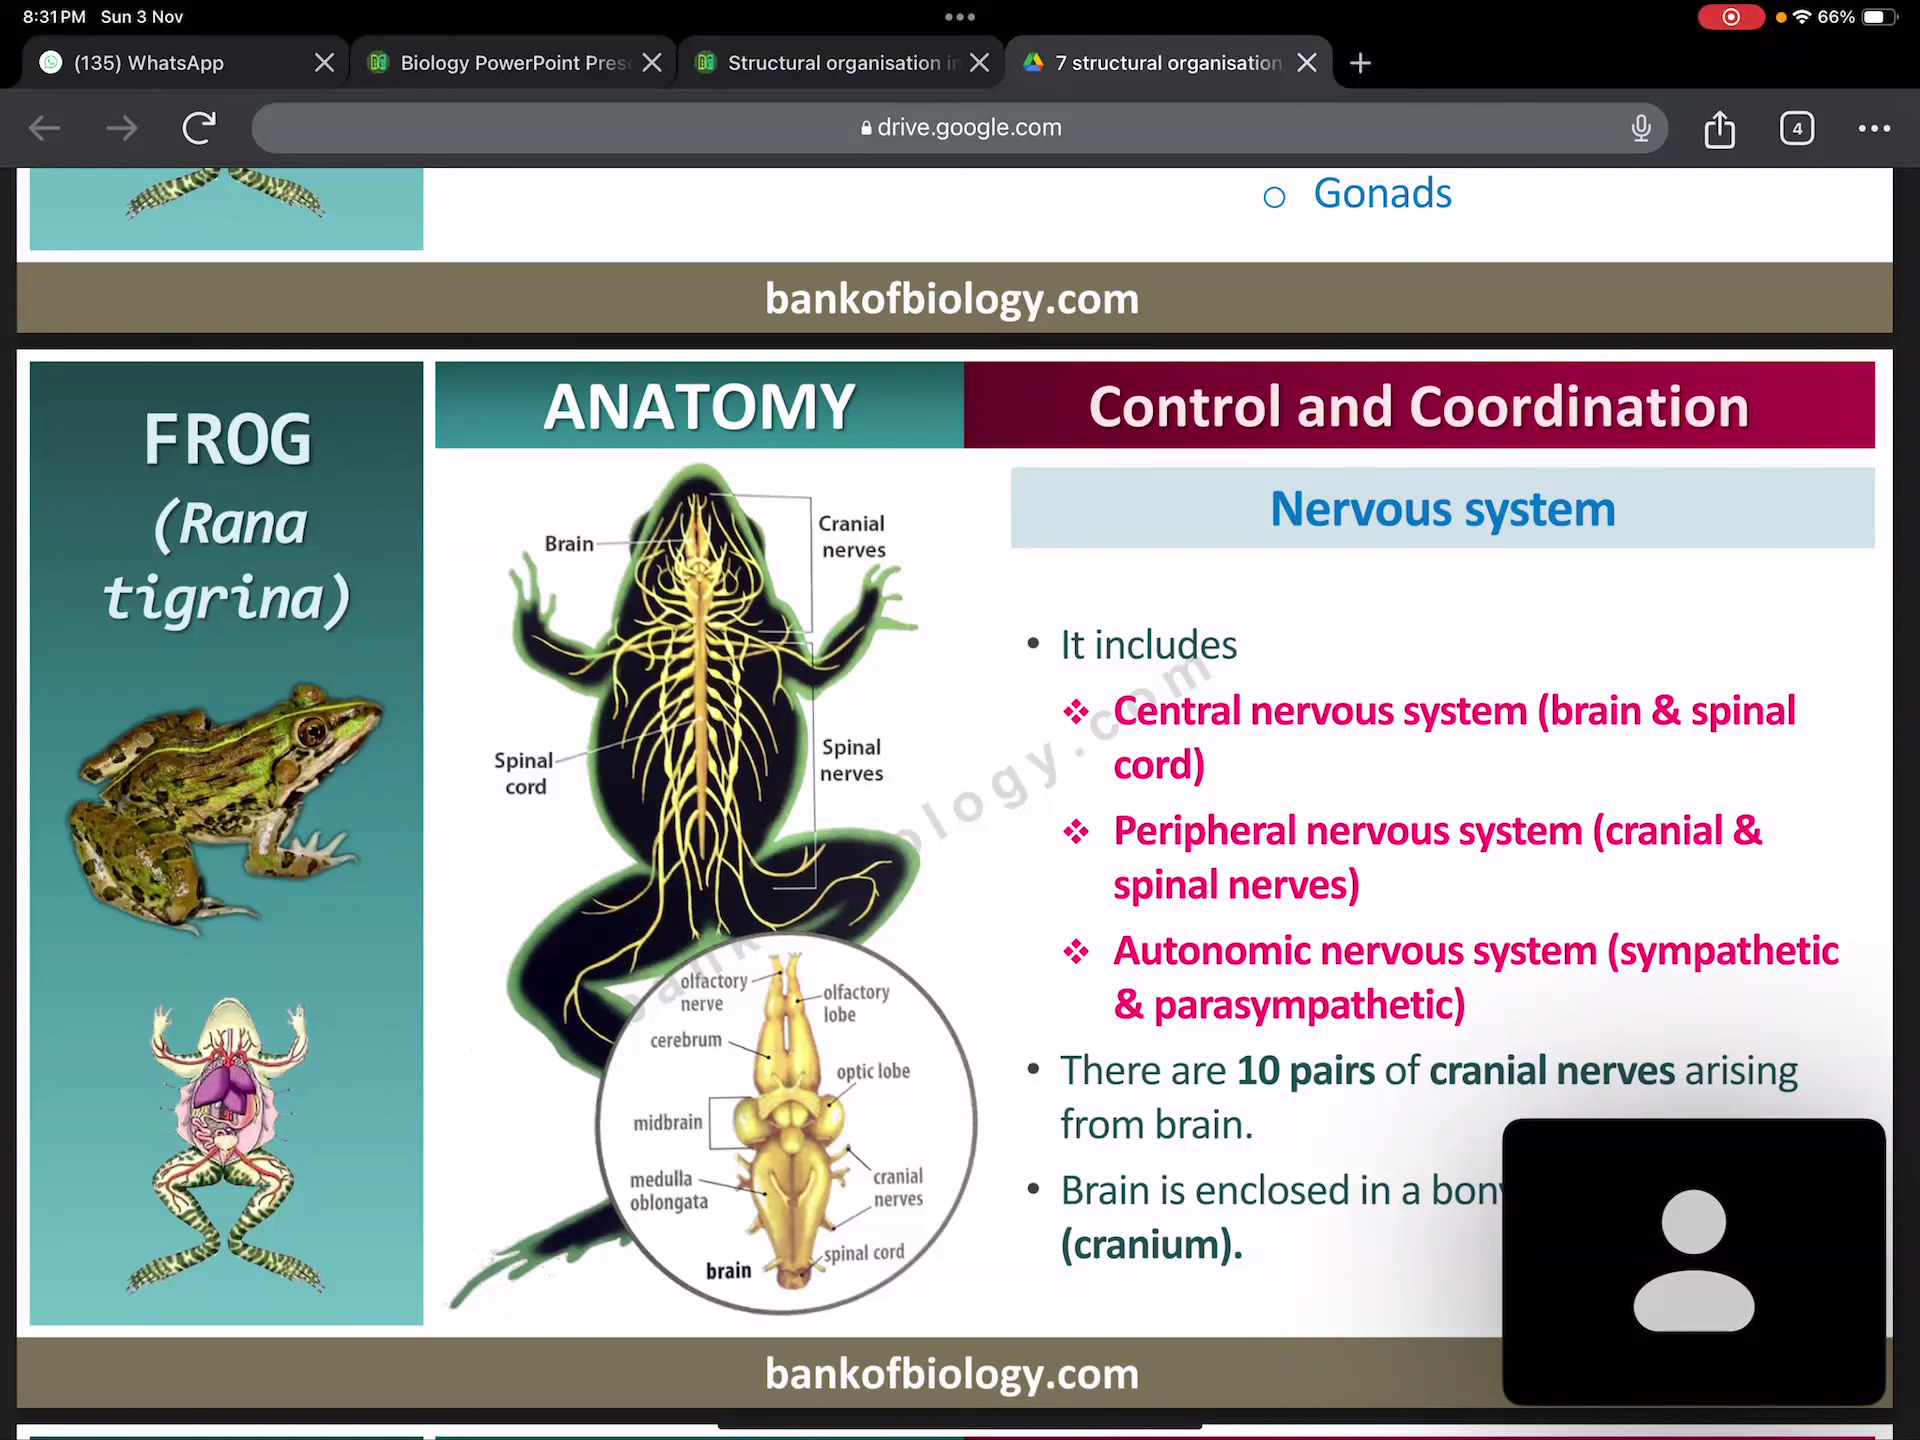 8:31PM Sun 3 Nov
66%
(135) WhatsApp
Biology PowerPoint Pres
Structural organisation in
7 structural organisation
drive.google.com
4
Gonads
bankofbiology.com
FROG
(Rana
tigrina)
ANATOMY
Control and Coordination
Nervous system
Brain
Cranial
nerves
Spinal
cord
Spinal
nerves
olfactory
nerve
olfactory
lobe
cerebrum
optic lobe
midbrain
medulla
oblongata
cranial
nerves
spinal cord
brain
• It includes
❖ Central nervous system (brain & spinal
cord)
❖ Peripheral nervous system (cranial &
spinal nerves)
❖ Autonomic nervous system (sympathetic
& parasympathetic)
• There are 10 pairs of cranial nerves arising
from brain.
• Brain is enclosed in a
(cranium).
bankofbiology.com